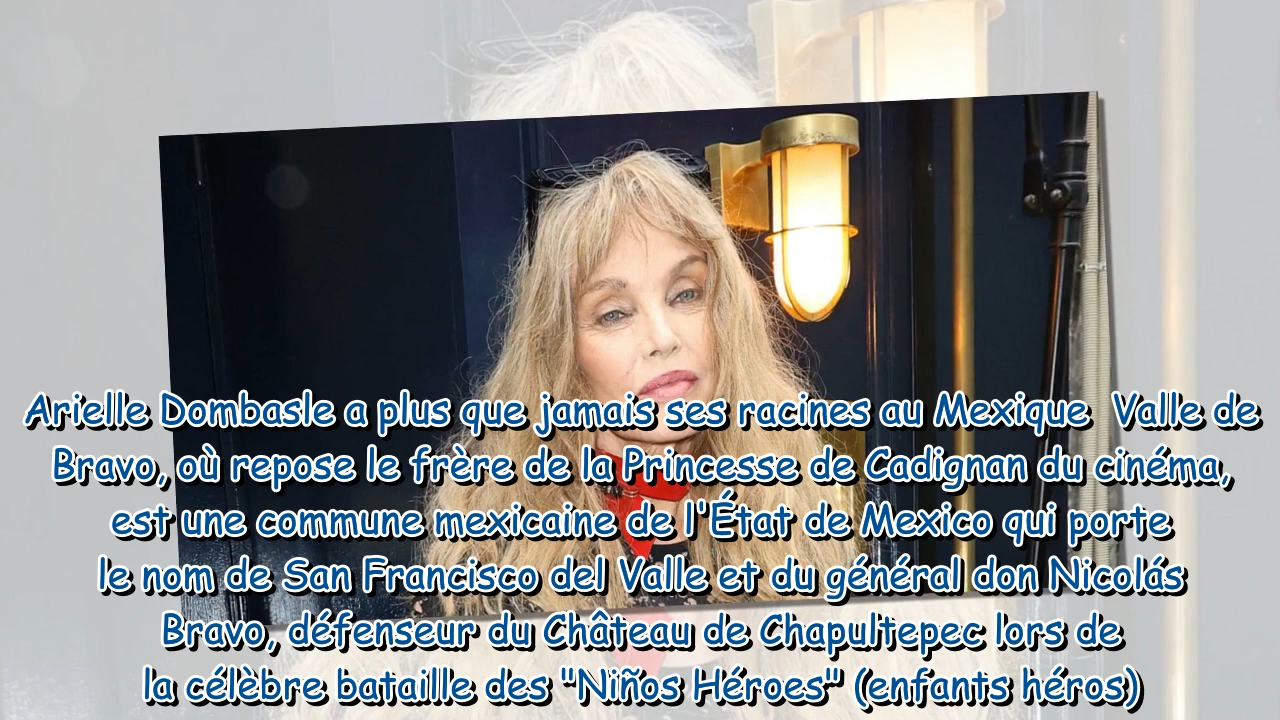 Arielle Dombasle a plus que jamais ses racines au Mexique Valle de
Bravo, où repose le frère de la Princesse de Cadignan du cinéma,
est une commune mexicaine de l'État de Mexico qui porte
le nom de San Francisco del Valle et du général don Nicolás
Bravo, défenseur du Château de Chapultepec lors de
la célèbre bataille des "Niños Héroes" (enfants héros)